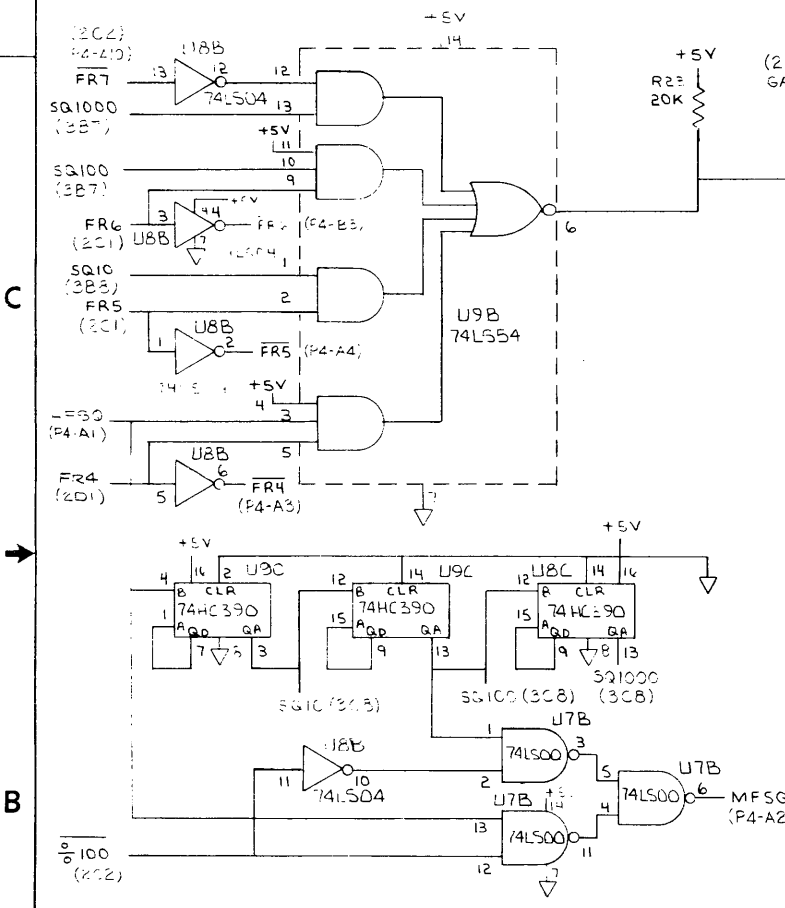 +5V
14
U8B
FR7
13
12
74LS04
12
SQ1000
(3B7)
13
+5V
11
SQ100
(3B7)
10
9
+5V
R23
20K
FR6
(2C1)
3
U8B
+5V
14
4
7
(P4-B3)
SQ10
(3B8)
1
FR5
(2C1)
2
U8B
1
2
FR5
(P4-A4)
6
U9B
74LS54
+5V
4
(P4-A1)
3
5
FR4
(2D1)
U8B
5
6
FR4
(P4-A3)
7
C
+5V
16
2
U9C
4
B
CLR
74HC390
1
A
QD
QA
7
3
14
U9C
12
B
CLR
74HC390
15
A
QD
QA
9
13
+5V
U8C
14
16
12
B
CLR
15
A
QD
QA
9
8
13
SQ1000
(3C8)
SQ10 (3C8)
SQ100 (3C8)
U8B
11
10
74LS04
1
2
U7B
74LS00
3
U7B
14
13
12
74LS00
11
7
U7B
5
4
74LS00
6
MFSQ
(P4-A2
B
÷100
(2C2)